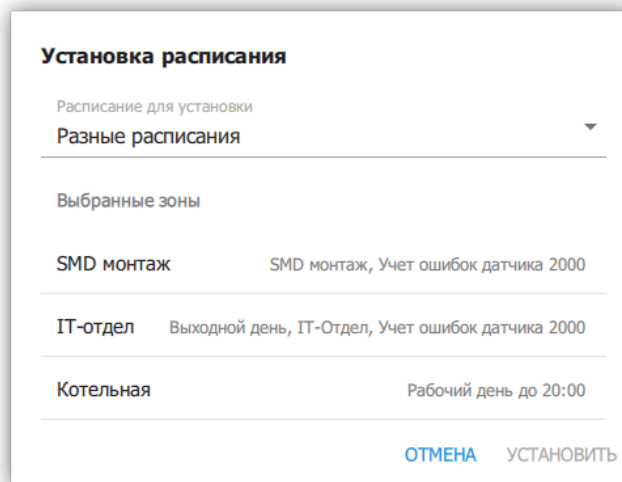 Установка расписания
Расписание для установки
Разные расписания
Выбранные зоны
SMD монтаж SMD монтаж, Учет ошибок датчика 2000
IT-отдел Выходной день, IT-Отдел, Учет ошибок датчика 2000
Котельная Рабочий день до 20:00
ОТМЕНА УСТАНОВИТЬ